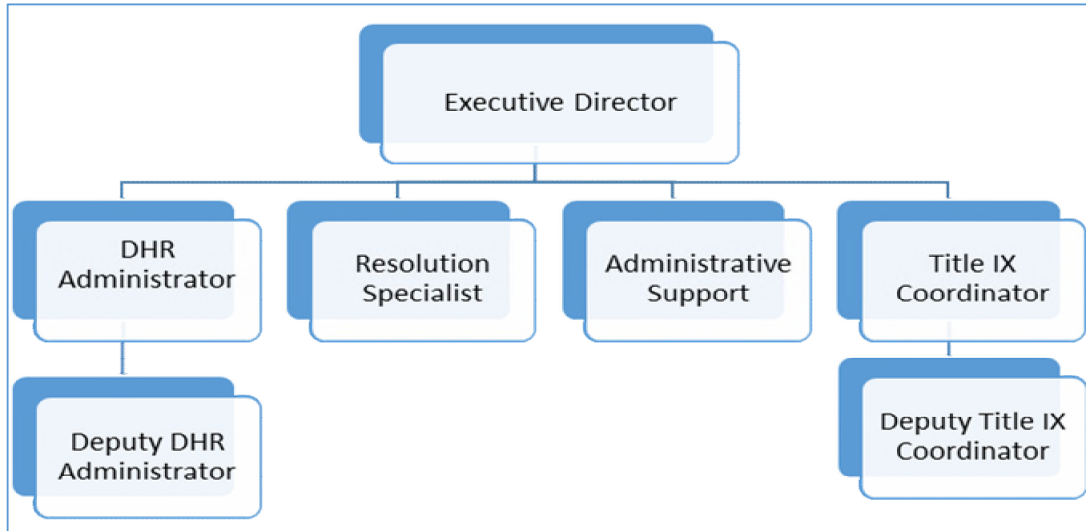 Executive Director
DHR
Administrator
Resolution
Specialist
Administrative
Support
Title IX
Coordinator
Deputy DHR
Administrator
Deputy Title IX
Coordinator